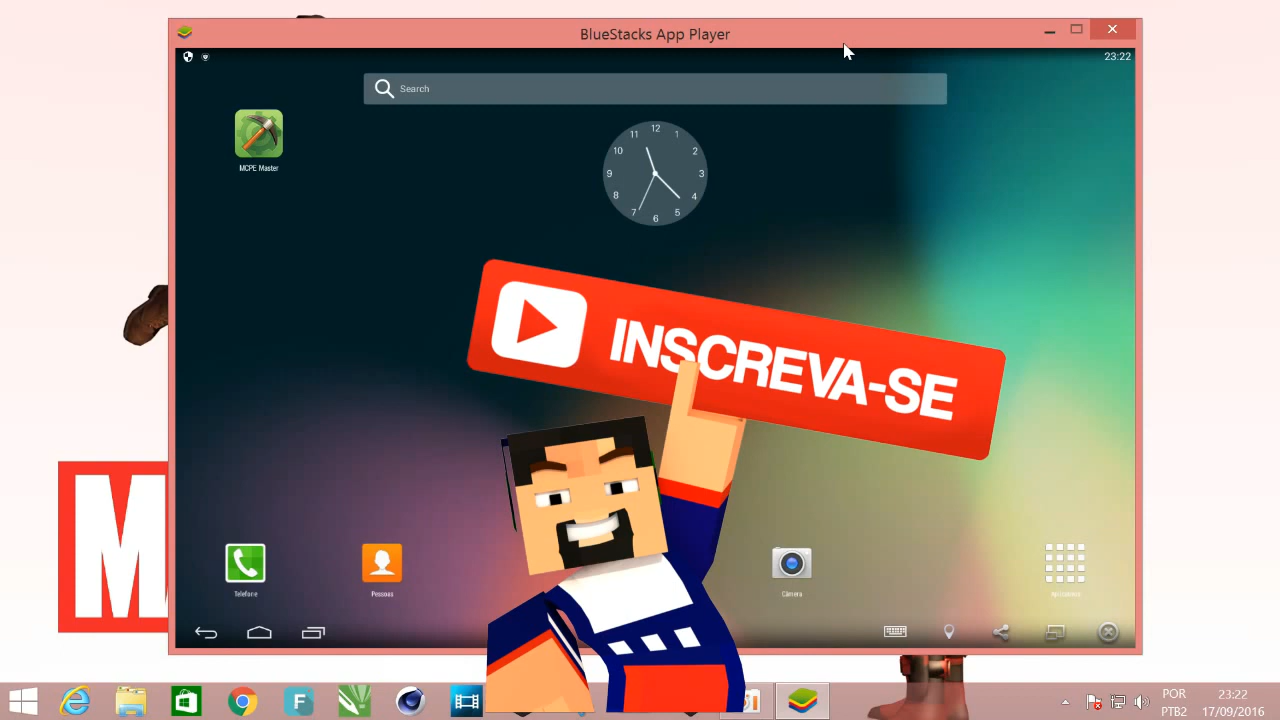 BlueStacks App Player
23:22
Search
12
11
1
10
2
9
3
8
4
7
5
6
MCPE Master
INSCREVA-SE
M
Telefone
Pessoas
Câmera
Aplicativos
F
POR
23:22
PTB2
17/09/2016